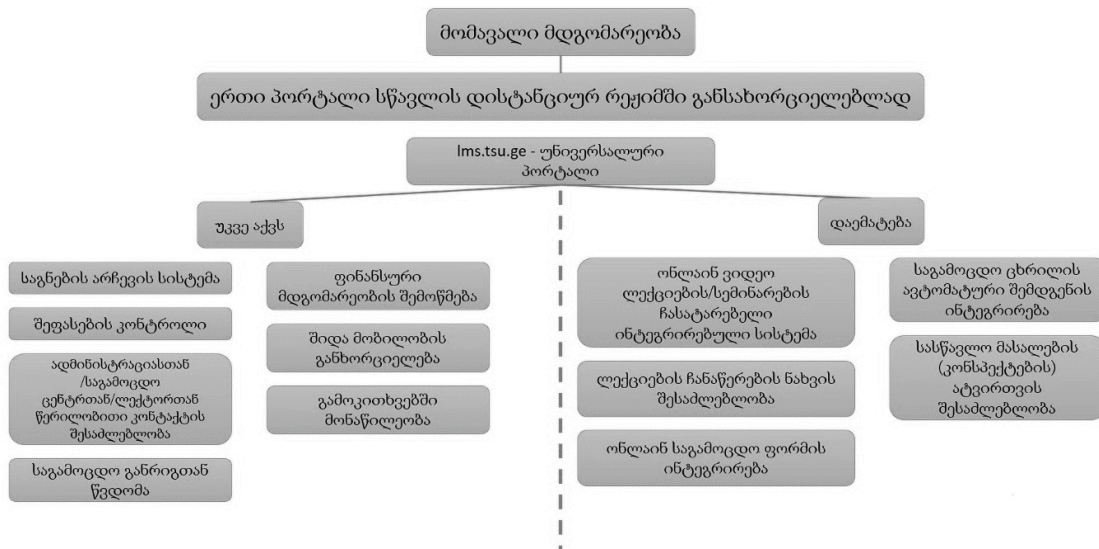 მომავალი მდგომარეობა
ერთი პორტალი სწავლის დისტანციურ რეჟიმში განსახორციელებლად
lms.tsu.ge - უნივერსალური
პორტალი
უკვე აქვს
საგნების არჩევის სისტემა
შეფასების კონტროლი
ადმინისტრაციასთან
/საგამოცდო
ცენტრთან/ლექტორთან
წერილობითი კონტაქტის
შესაძლებლობა
საგამოცდო განრიგთან
წვდომა
ფინანსური
მდგომარეობის შემოწმება
შიდა მობილობის
განხორციელება
გამოკითხვებში
მონაწილეობა
დაემატება
ონლაინ ვიდეო
ლექციების/სემინარების
ჩასატარებელი
ინტეგრირებული სისტემა
ლექციების ჩანაწერების ნახვის
შესაძლებლობა
ონლაინ საგამოცდო ფორმის
ინტეგრირება
საგამოცდო ცხრილის
ავტომატური შემდგენის
ინტეგრირება
სასწავლო მასალების
(კონსპექტების)
ატვირთვის
შესაძლებლობა